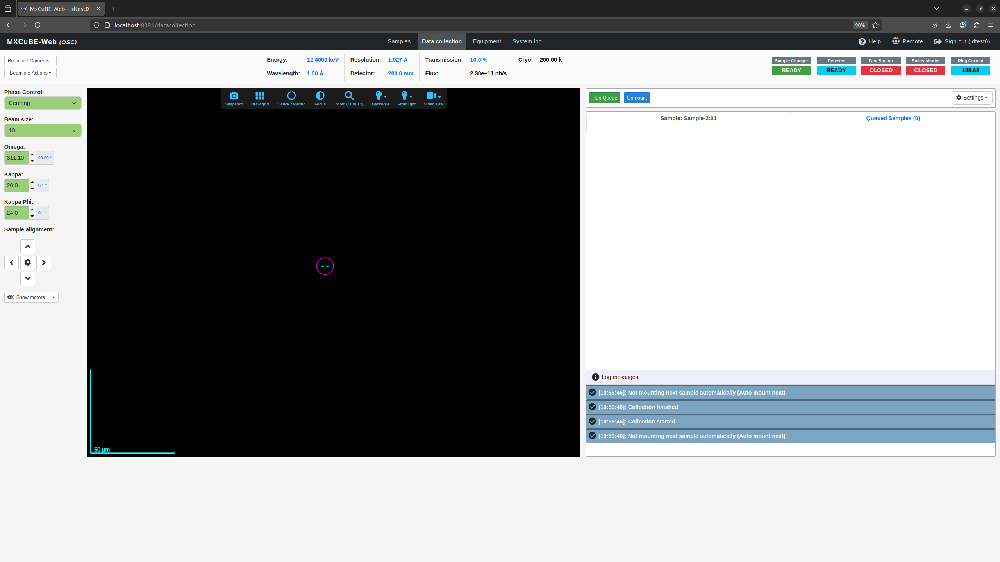 MxCuBE-Web – idtest0
localhost:8081/datacollection
90%
MXCuBE-Web (OSC)
Samples
Data collection
Equipment
System log
Help
Remote
Sign out (idtest0)
Beamline Cameras
Beamline Actions
Energy: 12.4000 keV
Wavelength: 1.00 Å
Resolution: 1.927 Å
Detector: 200.0 mm
Transmission: 10.0 %
Flux: 2.30e+11 ph/s
Cryo: 200.00 k
Sample Changer
READY
Detector
READY
Fast Shutter
CLOSED
Safety shutter
CLOSED
Ring Current
188.68
Phase Control:
Centring
Beam size:
10
Omega:
311.10 90.00 °
Kappa:
20.0 0.1 °
Kappa Phi:
24.0 0.1 °
Sample alignment:
Show motors
Snapshot
Draw grid
3-click centring
Focus
Zoom (LEVEL1)
Backlight
Frontlight
Video size
50 µm
Run Queue
Unmount
Settings
Sample: Sample-2:01
Queued Samples (0)
Log messages:
[10:56:46]: Not mounting next sample automatically (Auto mount next)
[10:56:46]: Collection finished
[10:56:46]: Collection started
[10:56:46]: Not mounting next sample automatically (Auto mount next)